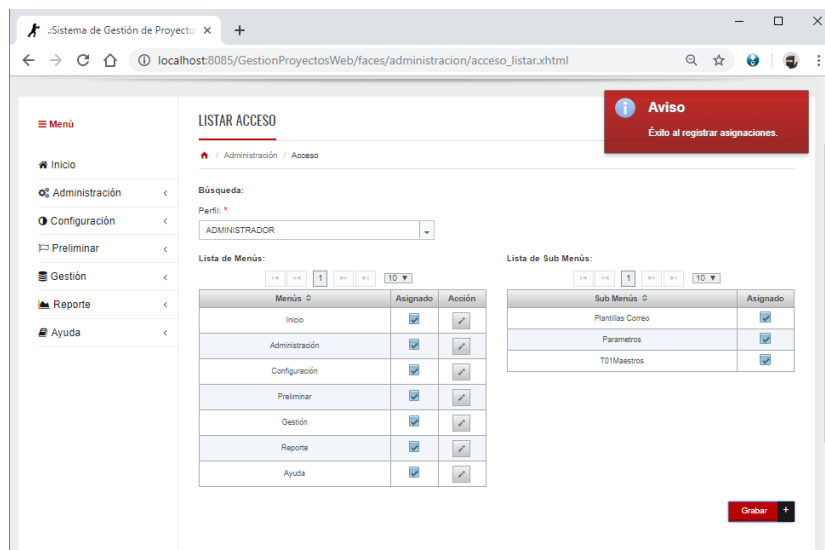 .:Sistema de Gestión de Proyecto
localhost:8085/GestionProyectosWeb/faces/administracion/acceso_listar.xhtml
Aviso
Éxito al registrar asignaciones.
Menú
Inicio
Administración
Configuración
Preliminar
Gestión
Reporte
Ayuda
LISTAR ACCESO
/ Administración / Acceso
Búsqueda:
Perfil: *
ADMINISTRADOR
Lista de Menús:
1 10
Menús Asignado Acción
Inicio
Administración
Configuración
Preliminar
Gestión
Reporte
Ayuda
Lista de Sub Menús:
1 10
Sub Menús Asignado
Plantillas Correo
Parametros
T01Maestros
Grabar +